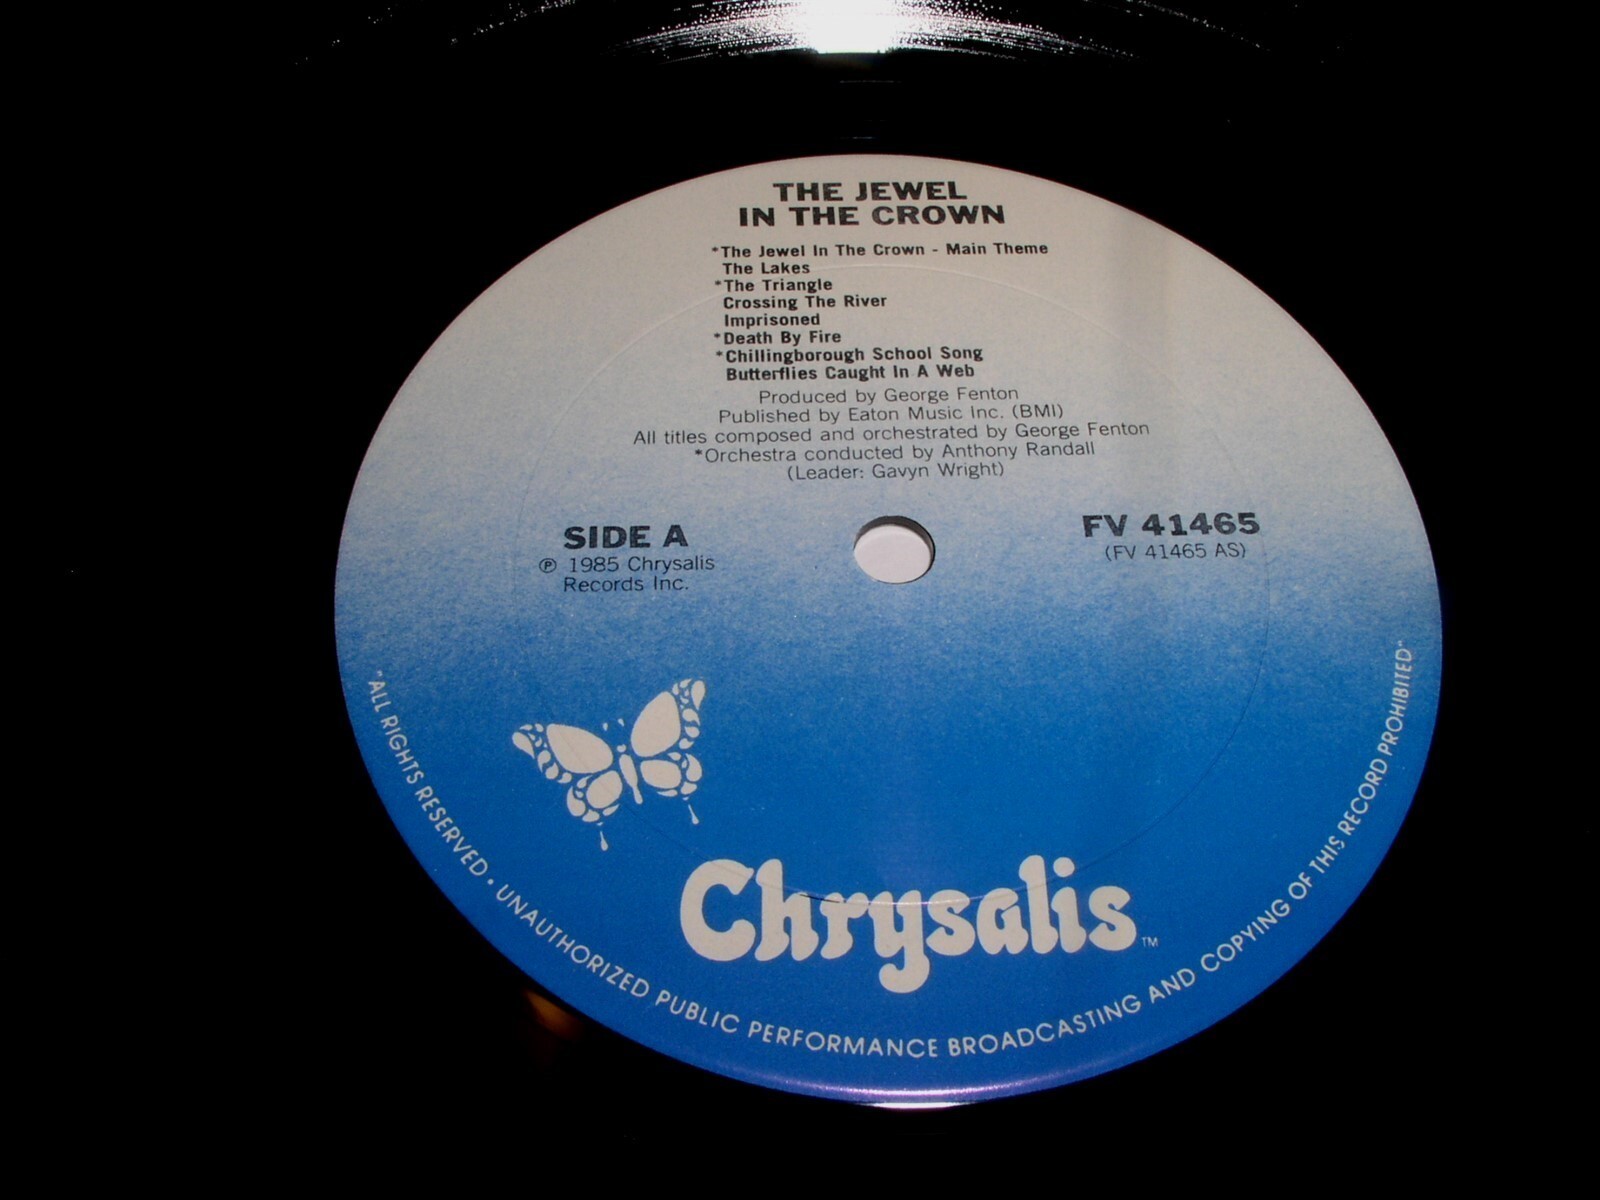 THE JEWEL
IN THE CROWN
*The Jewel In The Crown - Main Theme
The Lakes
*The Triangle
Crossing The River
Imprisoned
*Death By Fire
*Chillingborough School Song
Butterflies Caught In A Web
Produced by George Fenton
Published by Eaton Music Inc. (BMI)
All titles composed and orchestrated by George Fenton
*Orchestra conducted by Anthony Randall
(Leader: Gavyn Wright)
SIDE A
℗ 1985 Chrysalis
Records Inc.
FV 41465
(FV 41465 AS)
Chrysalis™
"ALL RIGHTS RESERVED • UNAUTHORIZED PUBLIC PERFORMANCE BROADCASTING AND COPYING OF THIS RECORD PROHIBITED"